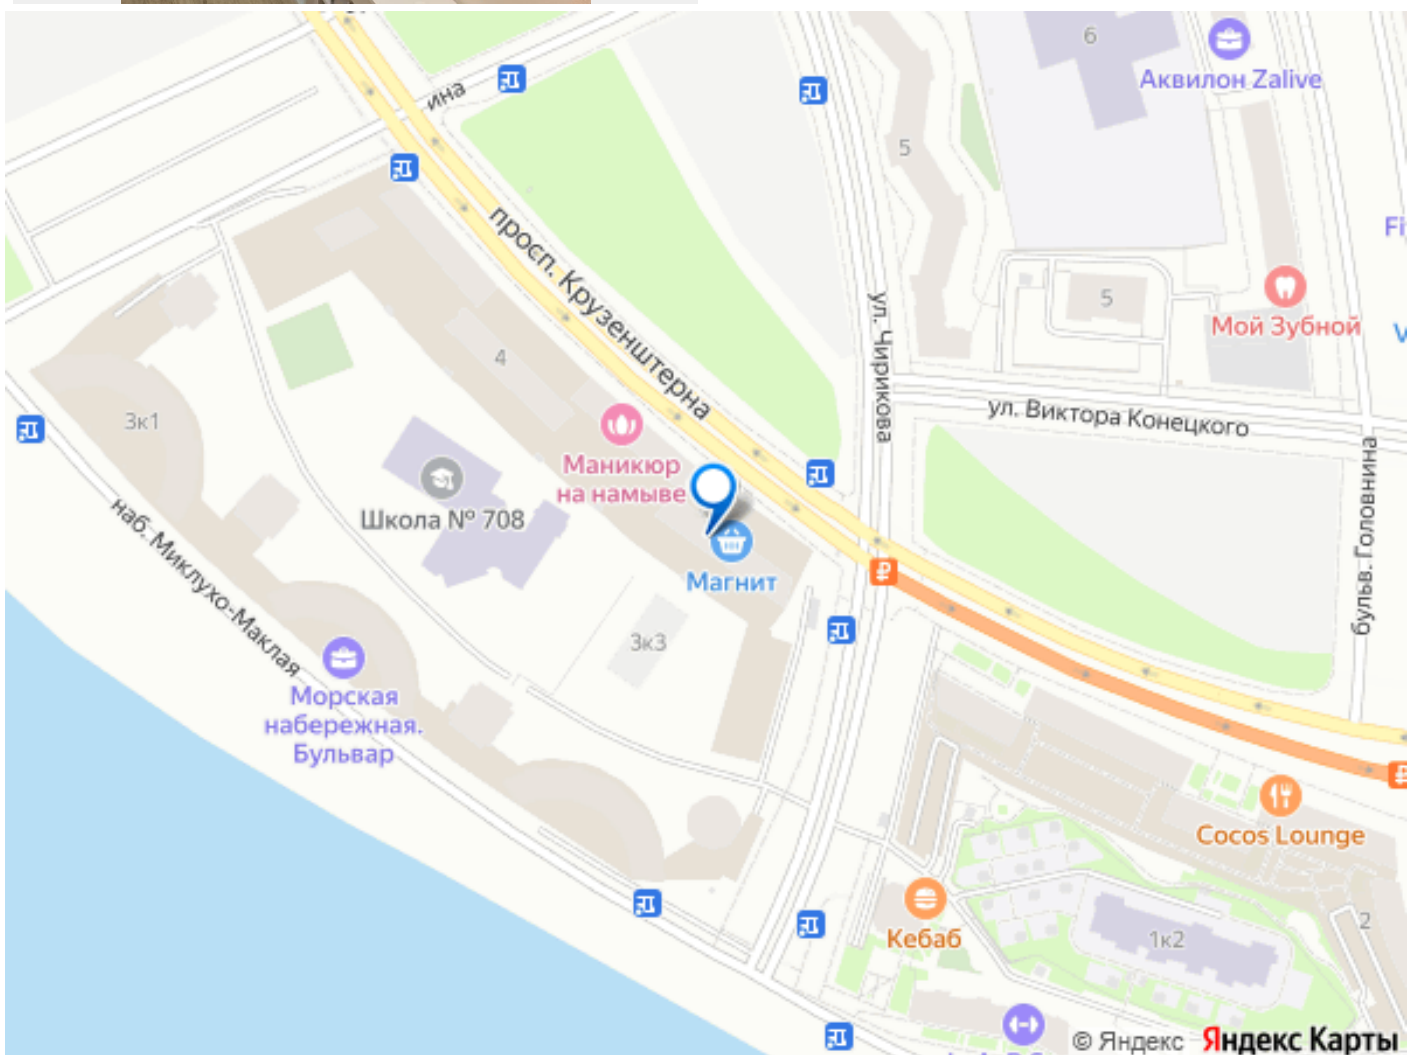 6
Аквилон Zalive
ина
5
просп. Крузенштерна
ул. Чирикова
5
Fi
Мой Зубной
V
4
ул. Виктора Конецкого
3к1
Маникюр
на намыве
бульв. Головнина
Школа № 708
наб. Миклухо-Маклая
Магнит
3к3
Морская
набережная.
Бульвар
Cocos Lounge
Кебаб
1к2
2
© Яндекс Яндекс Карты